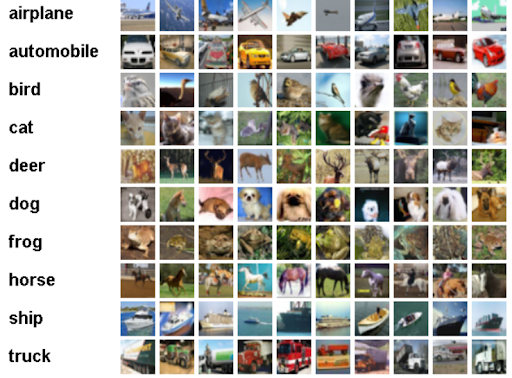 airplane
automobile
bird
cat
deer
dog
frog
horse
ship
truck